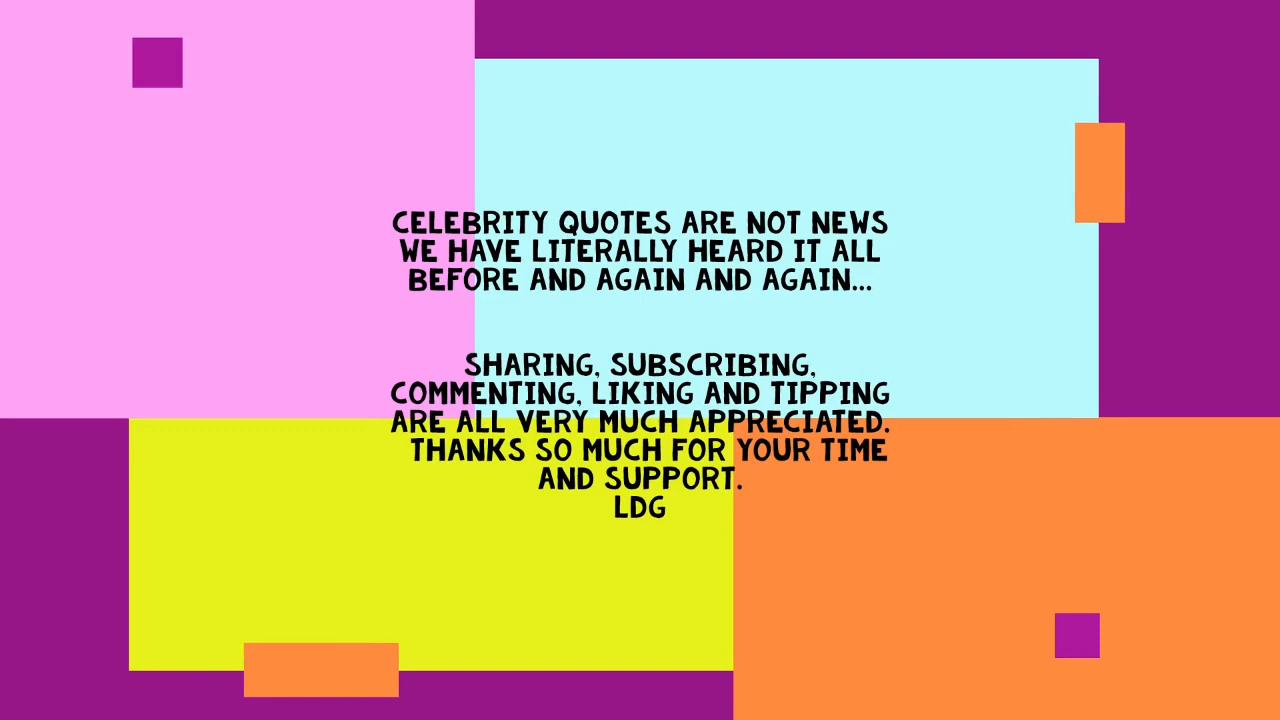 CELEBRITY QUOTES ARE NOT NEWS
WE HAVE LITERALLY HEARD IT ALL
BEFORE AND AGAIN AND AGAIN...
SHARING, SUBSCRIBING,
COMMENTING, LIKING AND TIPPING
ARE ALL VERY MUCH APPRECIATED.
THANKS SO MUCH FOR YOUR TIME
AND SUPPORT.
LDG